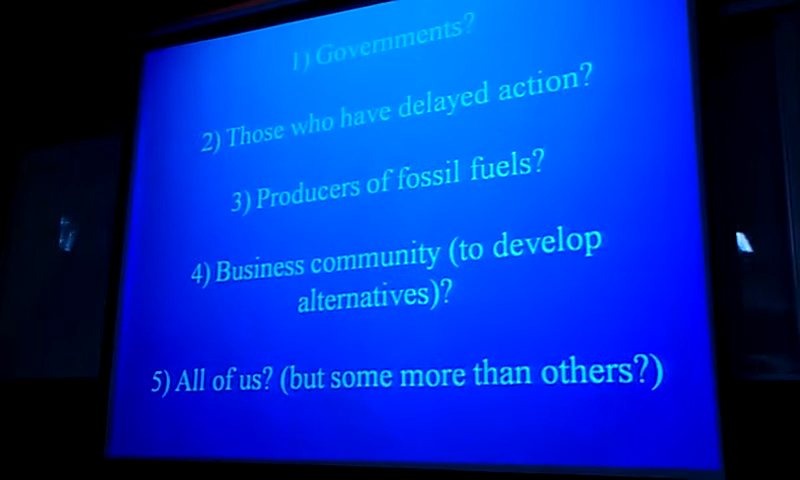 1) Governments?
2) Those who have delayed action?
3) Producers of fossil fuels?
4) Business community (to develop
alternatives)?
5) All of us? (but some more than others?)